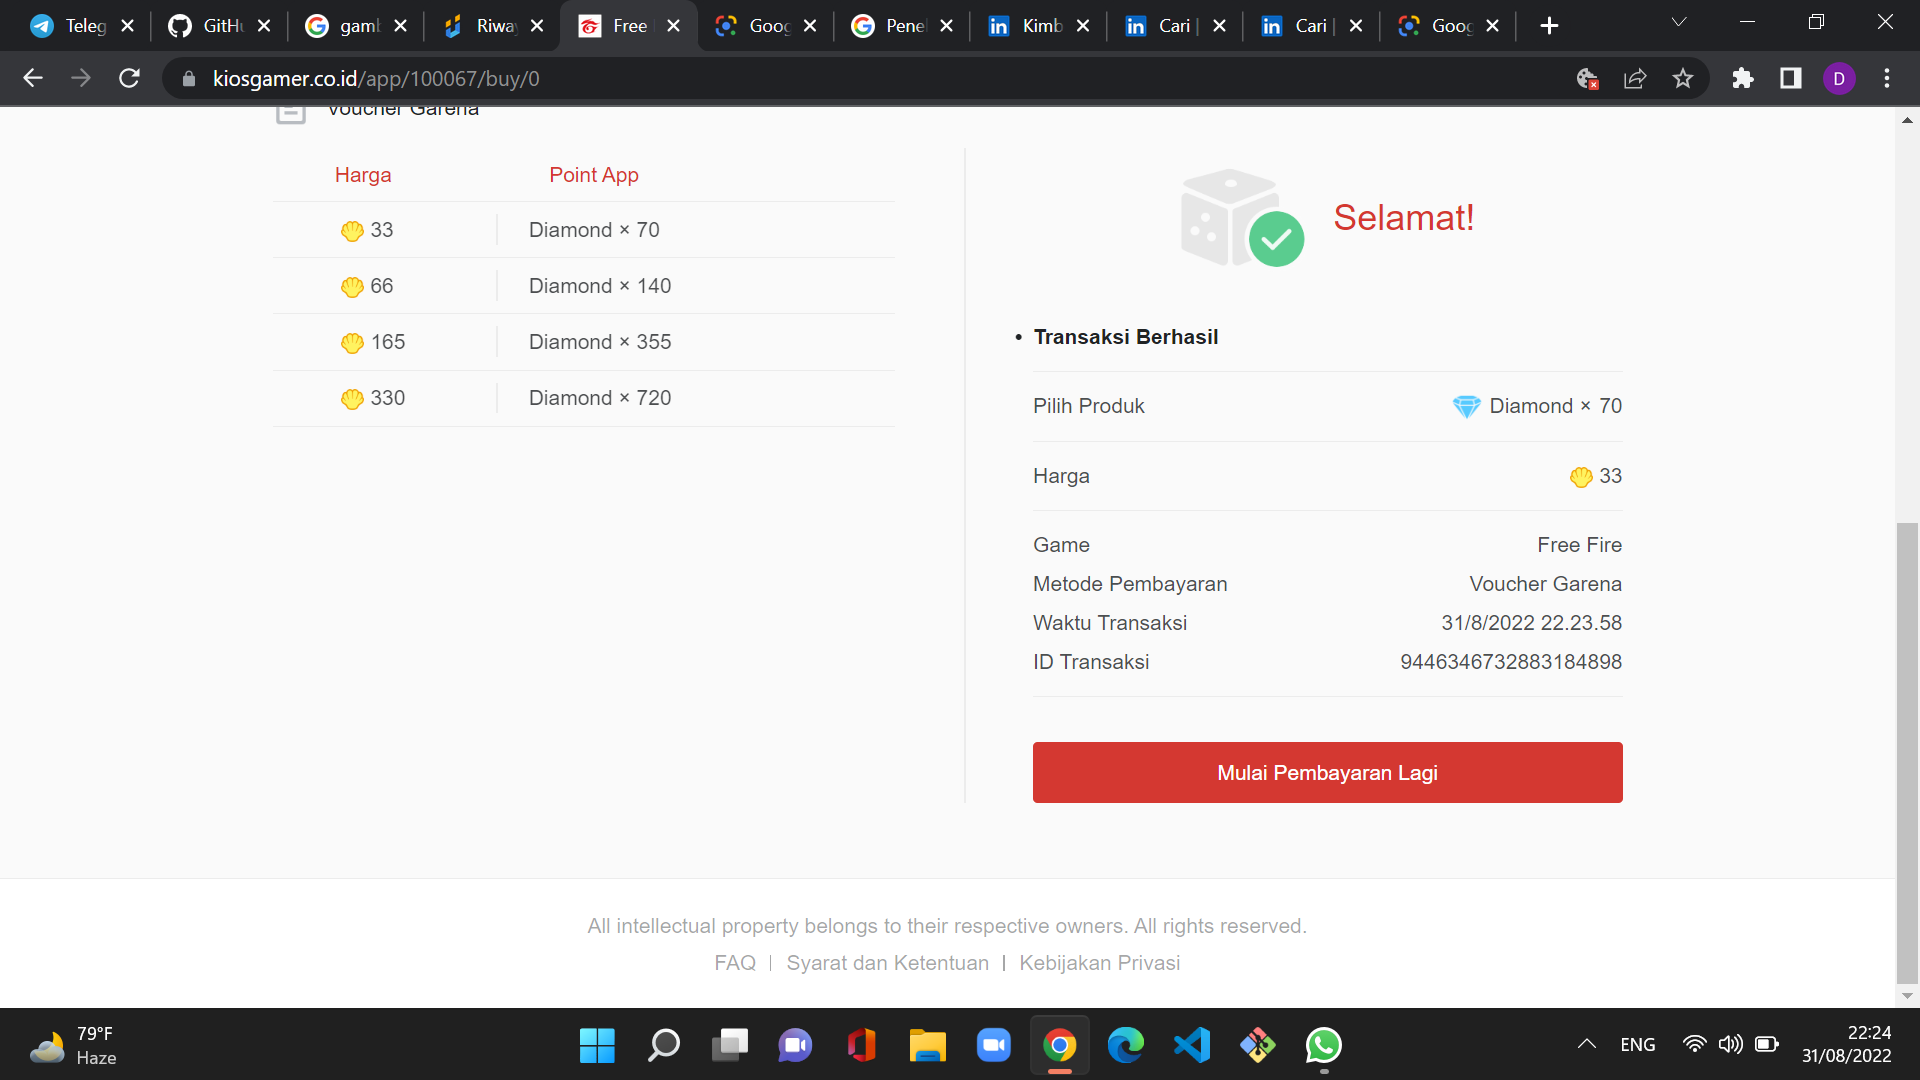 Teleg
GitHu
gamb
Riway
Free
Goog
Pene
Kimb
Cari |
Cari |
Goog
kiosgamer.co.id/app/100067/buy/0
D
Voucher Garena
Harga Point App
33 Diamond × 70
66 Diamond × 140
165 Diamond × 355
330 Diamond × 720
Selamat!
• Transaksi Berhasil
Pilih Produk Diamond × 70
Harga 33
Game Free Fire
Metode Pembayaran Voucher Garena
Waktu Transaksi 31/8/2022 22.23.58
ID Transaksi 9446346732883184898
Mulai Pembayaran Lagi
All intellectual property belongs to their respective owners. All rights reserved.
FAQ | Syarat dan Ketentuan | Kebijakan Privasi
79°F
Haze
ENG
22:24
31/08/2022